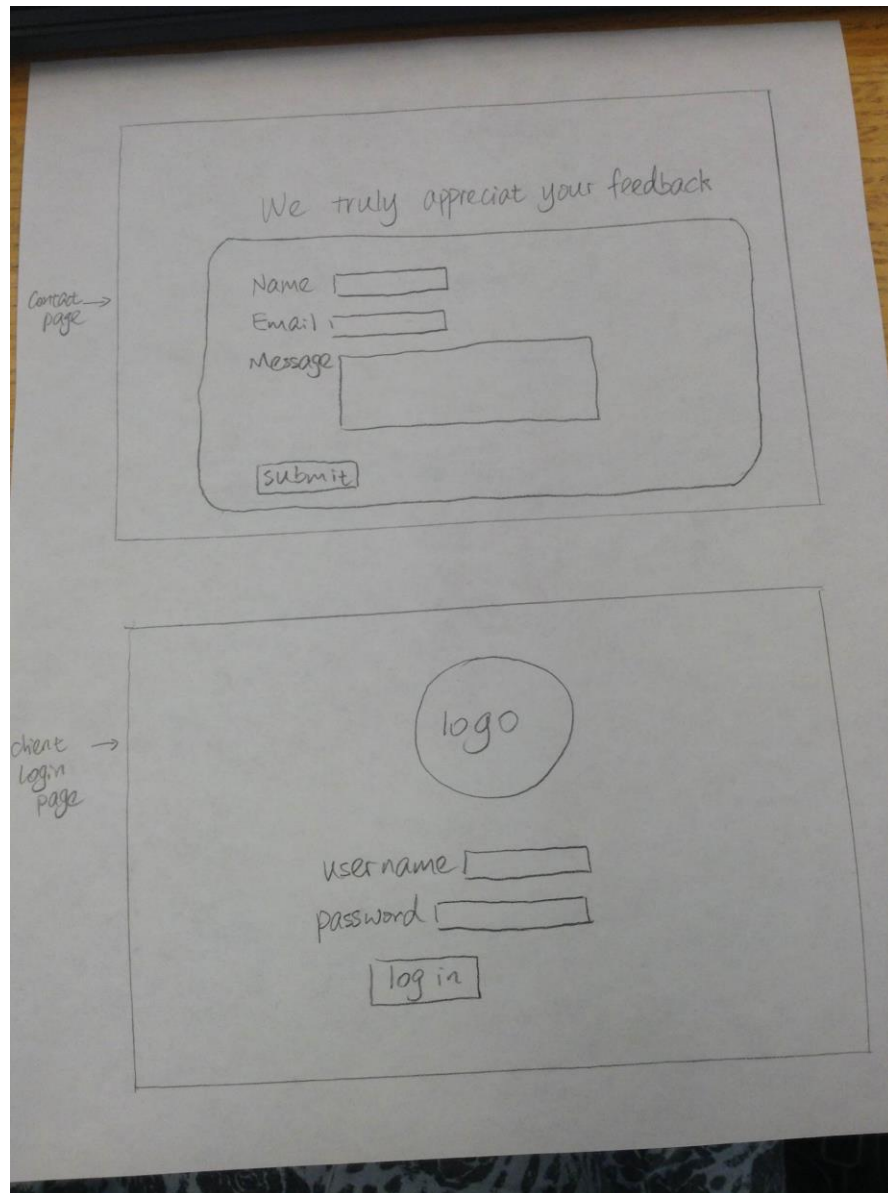 We truly appreciat your feedback
Contact
page
Name
Email
Message
submit
client
login
page
logo
username
password
log in